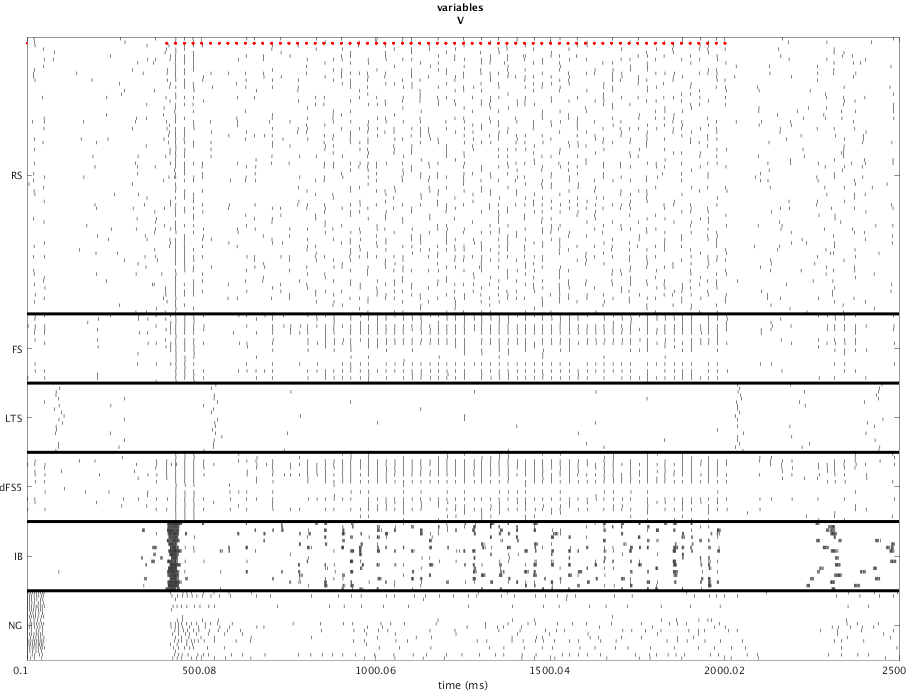 variables
V
RS
FS
LTS
dFS5
IB
NG
0.1
500.08
1000.06
1500.04
2000.02
2500
time (ms)